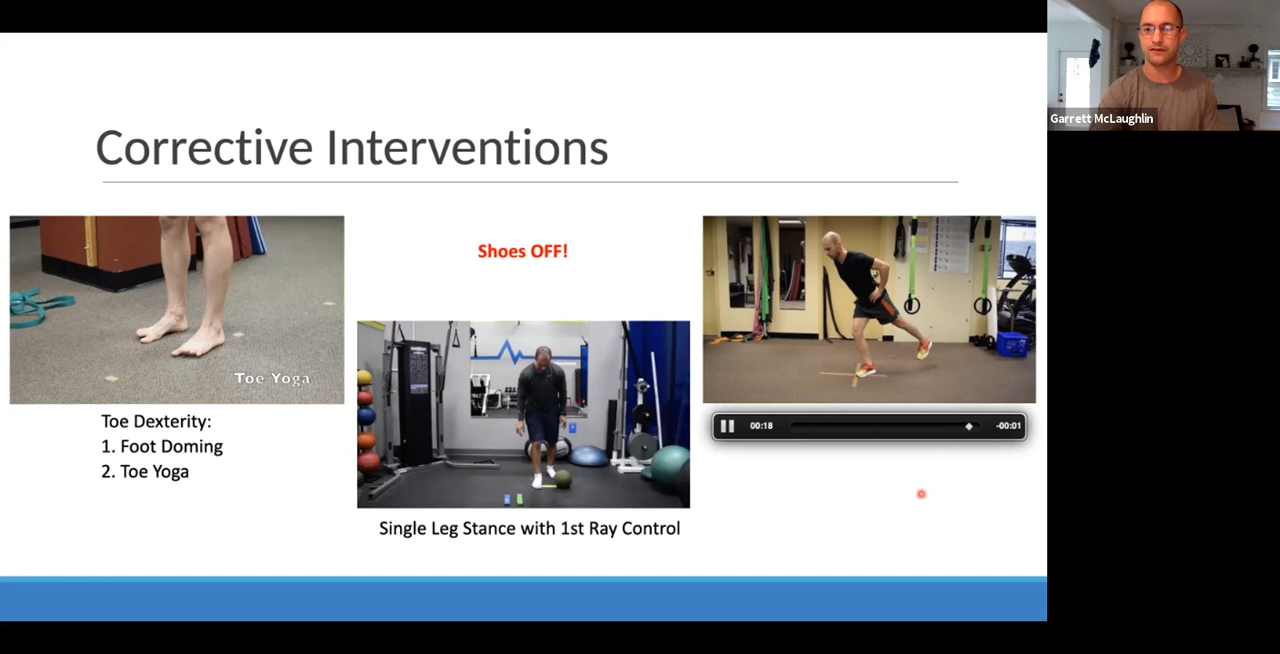 Garrett McLaughlin
Corrective Interventions
Shoes OFF!
Toe Yoga
Toe Dexterity:
1. Foot Doming
2. Toe Yoga
Single Leg Stance with 1st Ray Control
00:18
-00:01